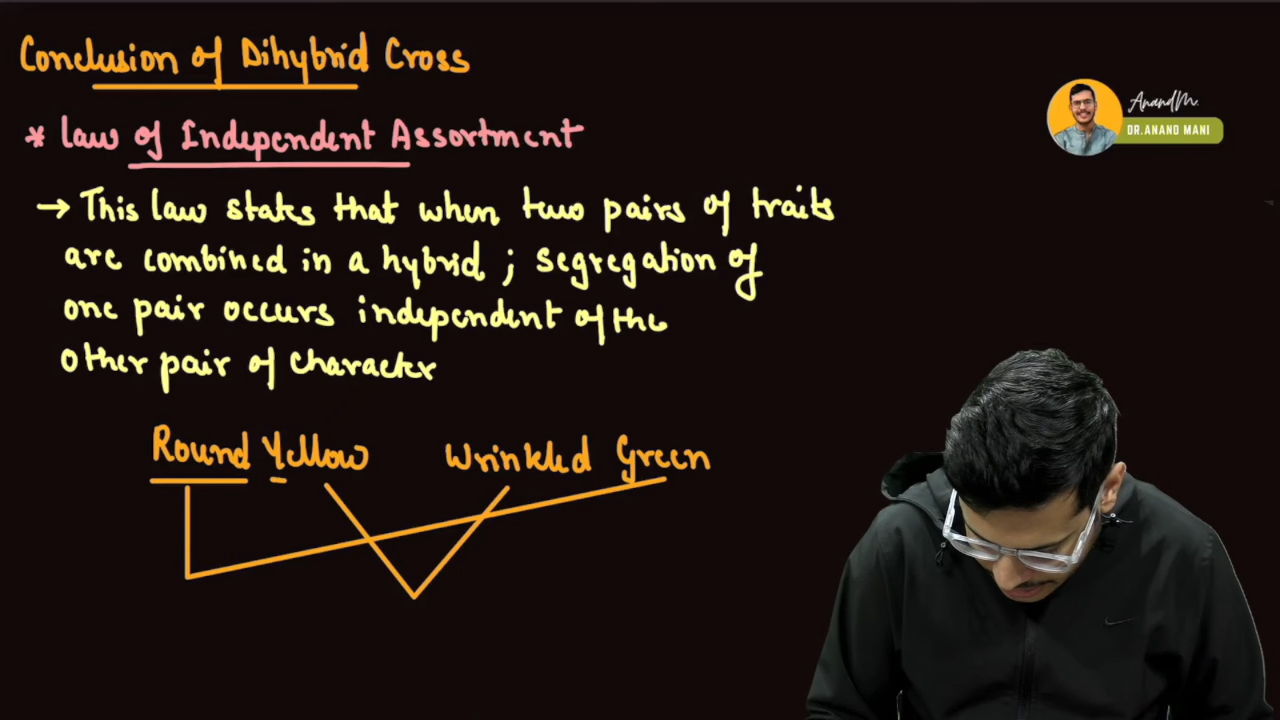 Conclusion of Dihybrid Cross
* Law of Independent Assortment
AnandM.
DR.ANAND MANI
→ This law states that when two pairs of traits
are combined in a hybrid ; segregation of
one pair occurs independent of the
other pair of character
Round Yellow Wrinkled Green